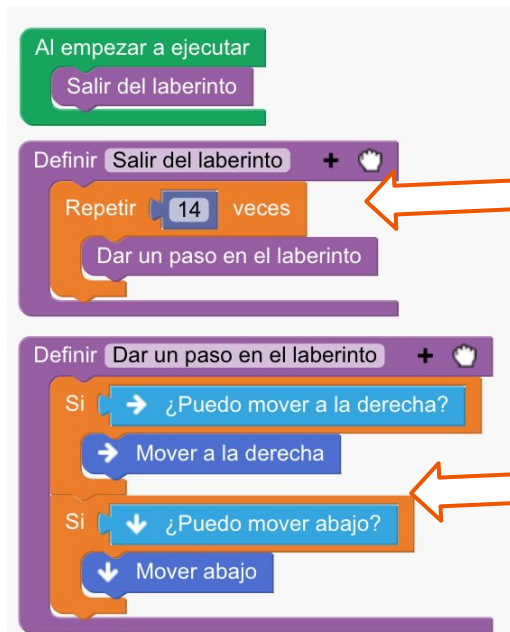 Al empezar a ejecutar
Salir del laberinto
Definir Salir del laberinto +
Repetir 14 veces
Dar un paso en el laberinto
Definir Dar un paso en el laberinto +
Si ¿Puedo mover a la derecha?
Mover a la derecha
Si ¿Puedo mover abajo?
Mover abajo